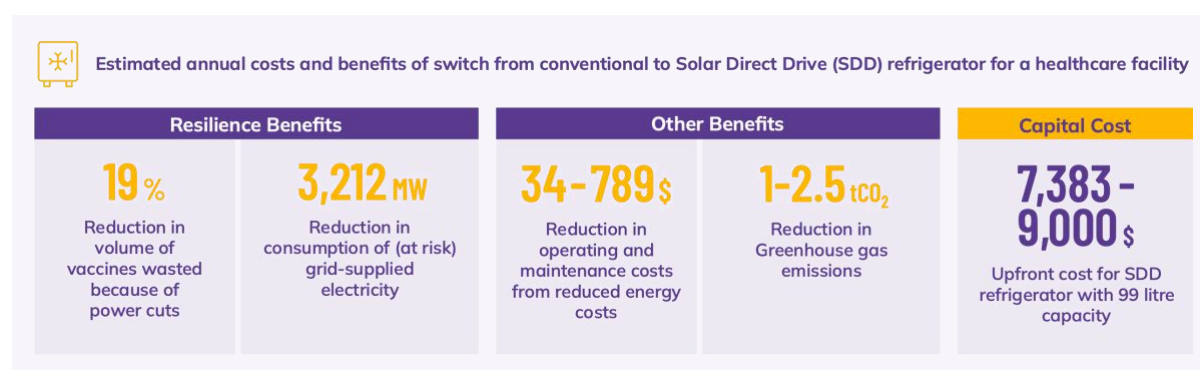 Estimated annual costs and benefits of switch from conventional to Solar Direct Drive (SDD) refrigerator for a healthcare facility
Resilience Benefits
19 %
Reduction in
volume of
vaccines wasted
because of
power cuts
3,212 MW
Reduction in
consumption of (at risk)
grid-supplied
electricity
Other Benefits
34-789 $
Reduction in
operating and
maintenance costs
from reduced energy
costs
1-2.5 tCO₂
Reduction in
Greenhouse gas
emissions
Capital Cost
7,383 -
9,000 $
Upfront cost for SDD
refrigerator with 99 litre
capacity